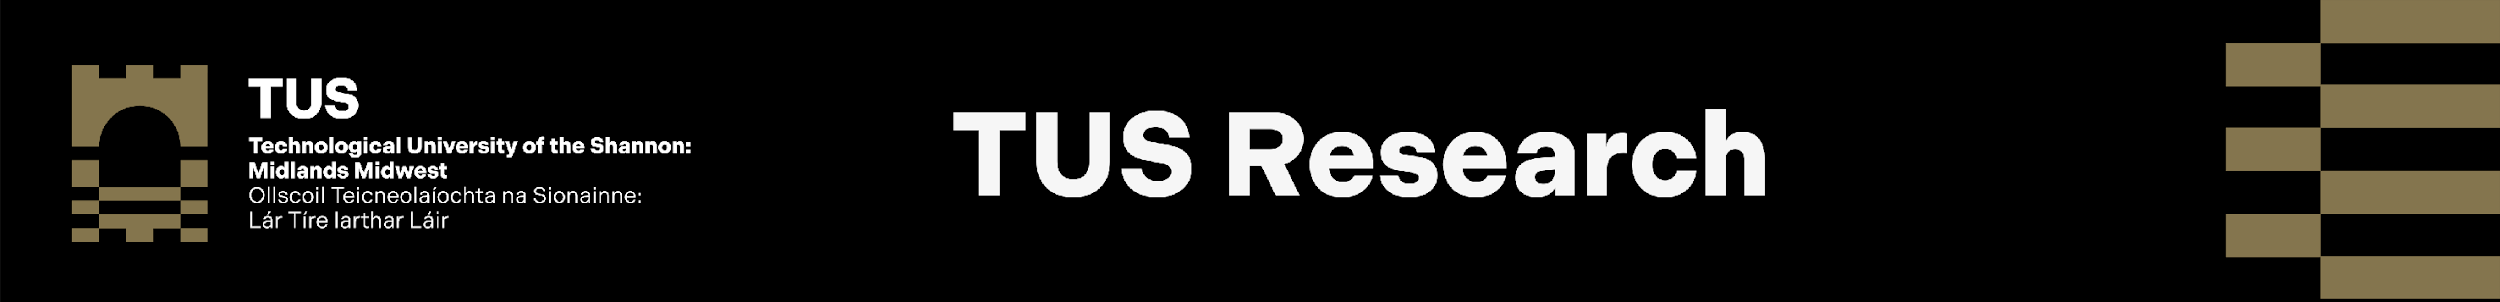 TUS
Technological University of the Shannon:
Midlands Midwest
Ollscoil Teicneolaíochta na Sionainne:
Lár Tíre Iarthar Láir
TUS Research